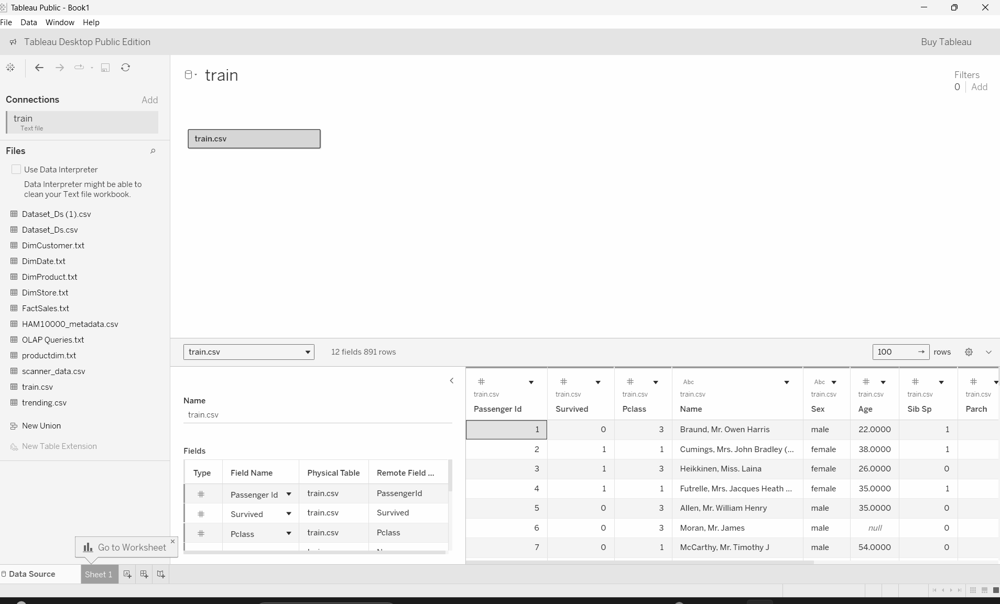 Tableau Public - Book1
File Data Window Help
Tableau Desktop Public Edition
Buy Tableau
Connections
Add
train
Text file
Files
Use Data Interpreter
Data Interpreter might be able to
clean your Text file workbook.
Dataset_Ds (1).csv
Dataset_Ds.csv
DimCustomer.txt
DimDate.txt
DimProduct.txt
DimStore.txt
FactSales.txt
HAM10000_metadata.csv
OLAP Queries.txt
productdim.txt
scanner_data.csv
train.csv
trending.csv
New Union
New Table Extension
train
Filters
0 Add
train.csv
train.csv 12 fields 891 rows
100 rows
Name
train.csv
Fields
Type Field Name Physical Table Remote Field ...
# Passenger Id train.csv PassengerId
# Survived train.csv Survived
# Pclass train.csv Pclass
# # # Abc Abc # # #
train.csv train.csv train.csv train.csv train.csv train.csv train.csv train.csv
Passenger Id Survived Pclass Name Sex Age Sib Sp Parch
1 0 3 Braund, Mr. Owen Harris male 22.0000 1
2 1 1 Cumings, Mrs. John Bradley (... female 38.0000 1
3 1 3 Heikkinen, Miss. Laina female 26.0000 0
4 1 1 Futrelle, Mrs. Jacques Heath ... female 35.0000 1
5 0 3 Allen, Mr. William Henry male 35.0000 0
6 0 3 Moran, Mr. James male null 0
7 0 1 McCarthy, Mr. Timothy J male 54.0000 0
Go to Worksheet
Data Source Sheet 1